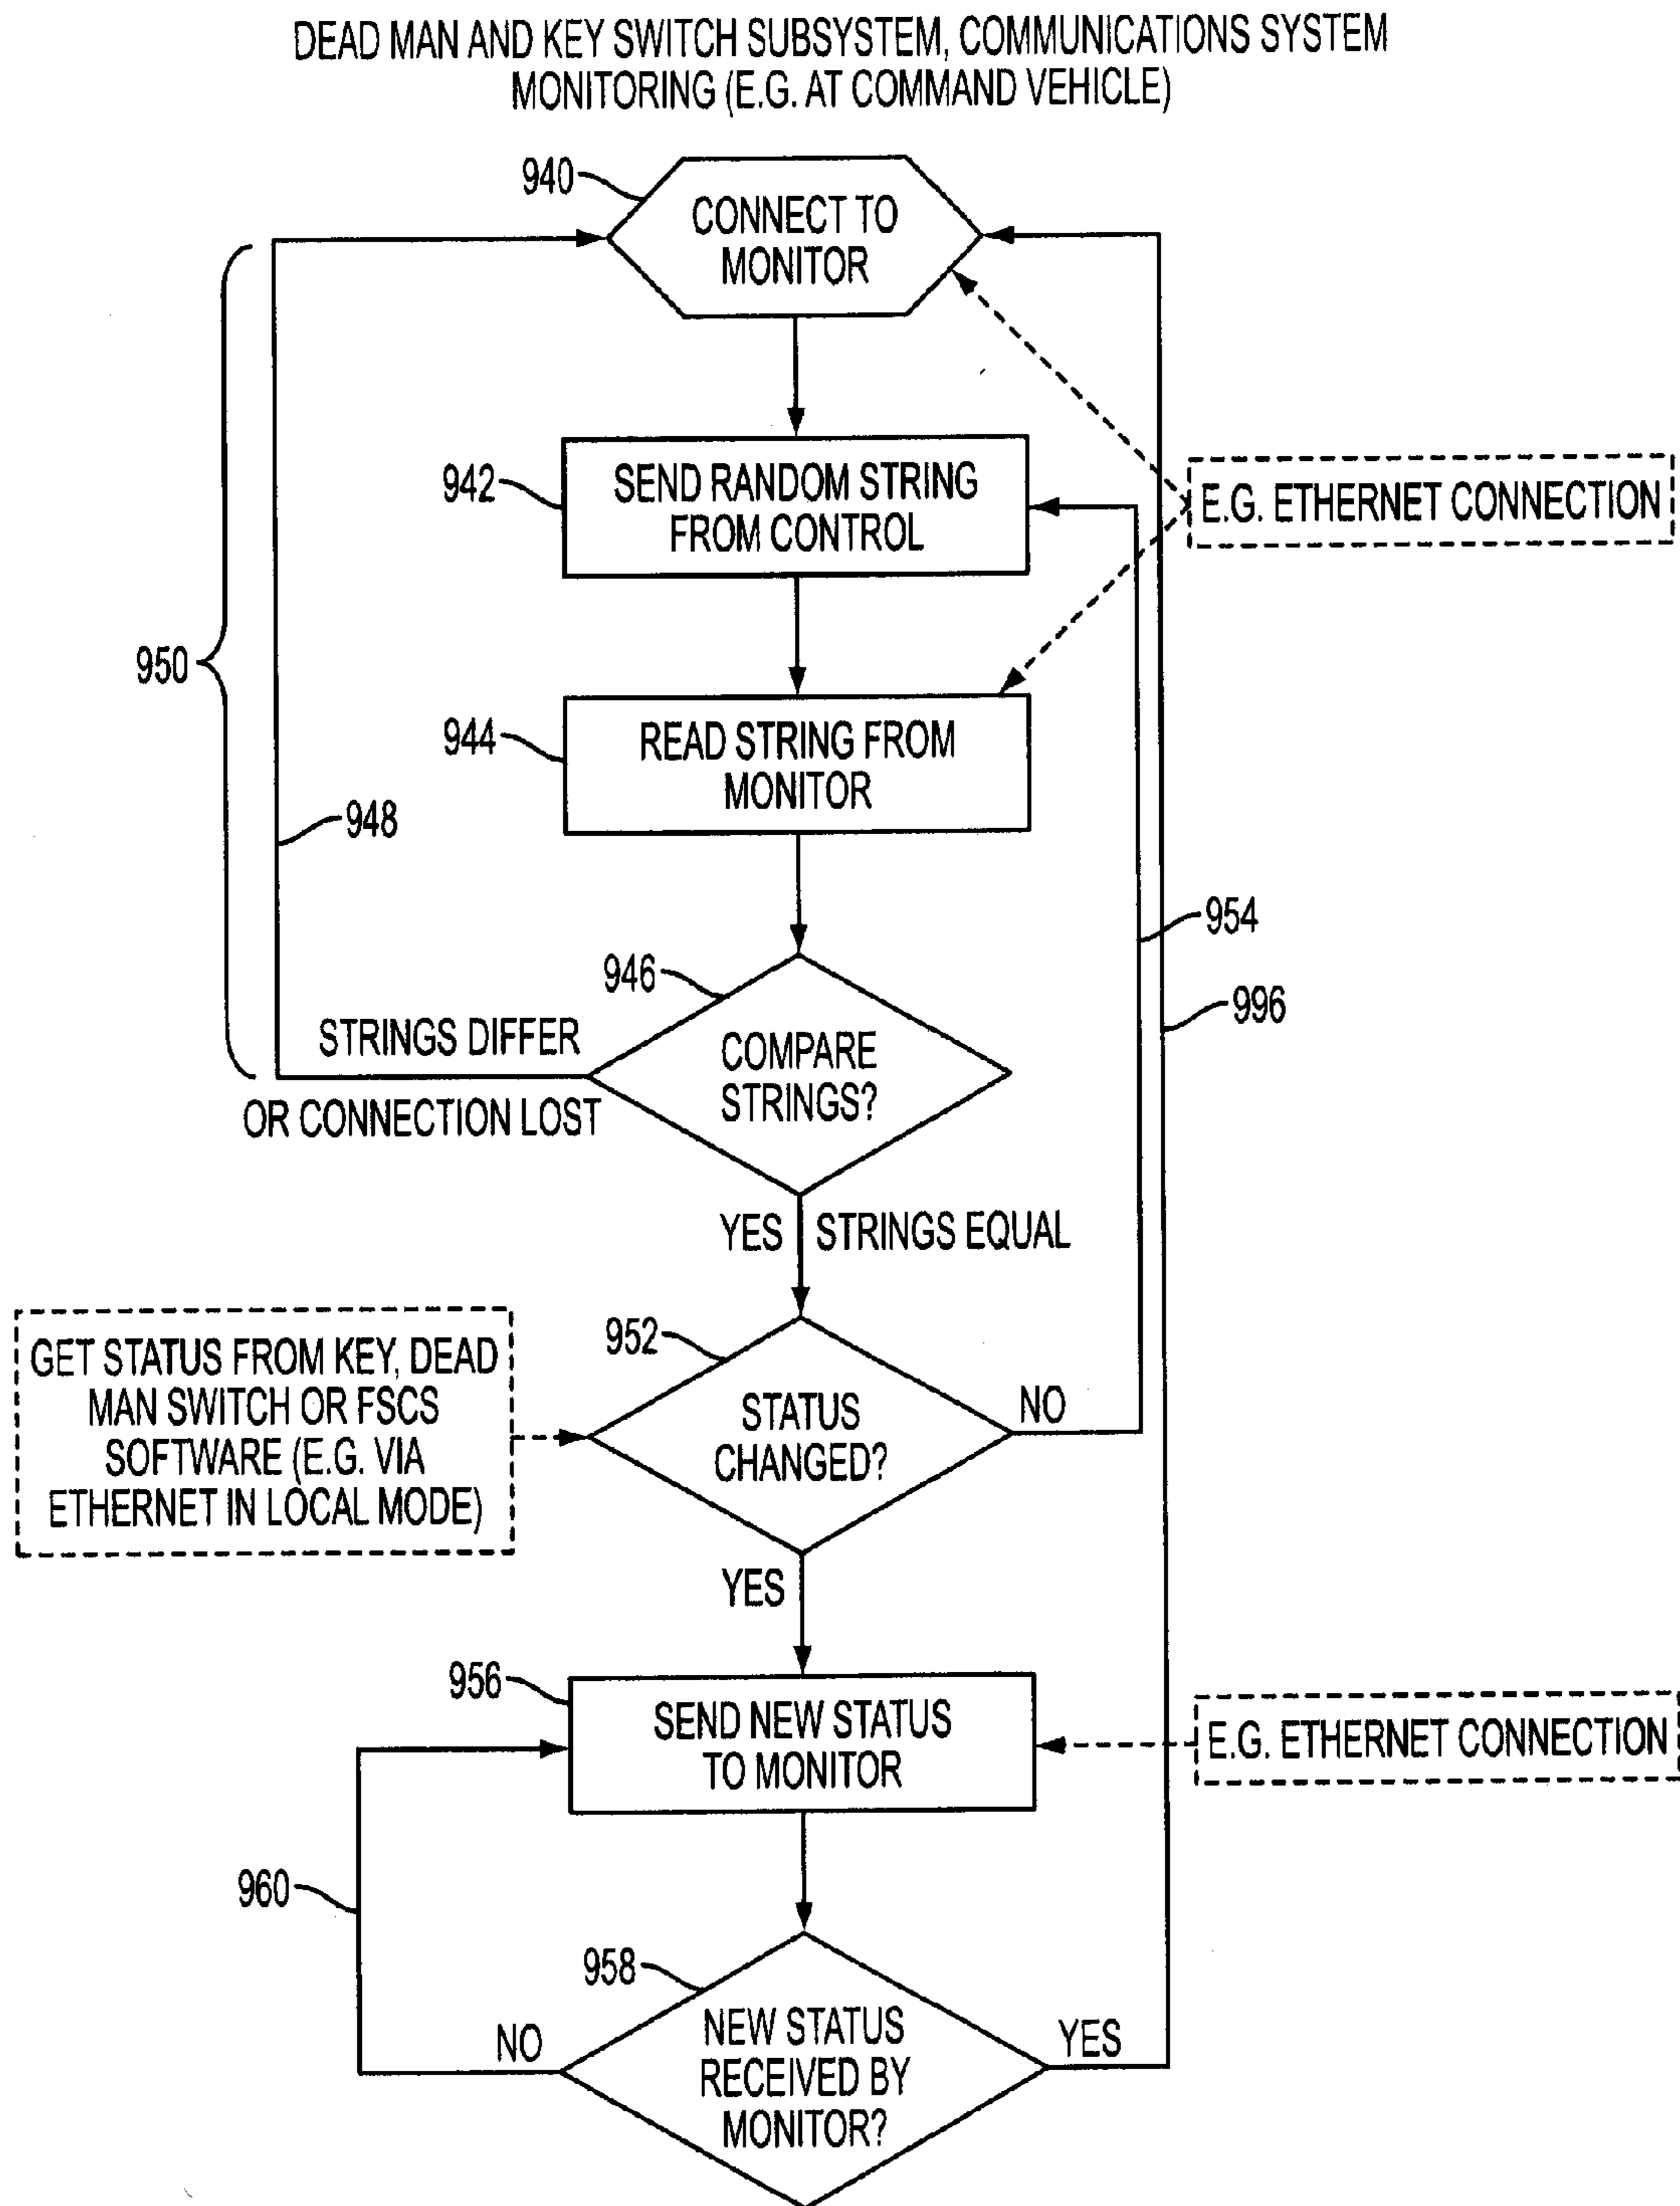 DEAD MAN AND KEY SWITCH SUBSYSTEM, COMMUNICATIONS SYSTEM
MONITORING (E.G. AT COMMAND VEHICLE)
940
CONNECT TO
MONITOR
942
SEND RANDOM STRING
FROM CONTROL
E.G. ETHERNET CONNECTION
950
944
READ STRING FROM
MONITOR
948
954
946
996
STRINGS DIFFER
OR CONNECTION LOST
COMPARE
STRINGS?
YES
STRINGS EQUAL
GET STATUS FROM KEY, DEAD
MAN SWITCH OR FSCS
SOFTWARE (E.G. VIA
ETHERNET IN LOCAL MODE)
952
STATUS
CHANGED?
NO
YES
956
SEND NEW STATUS
TO MONITOR
E.G. ETHERNET CONNECTION
960
958
NO
NEW STATUS
RECEIVED BY
MONITOR?
YES